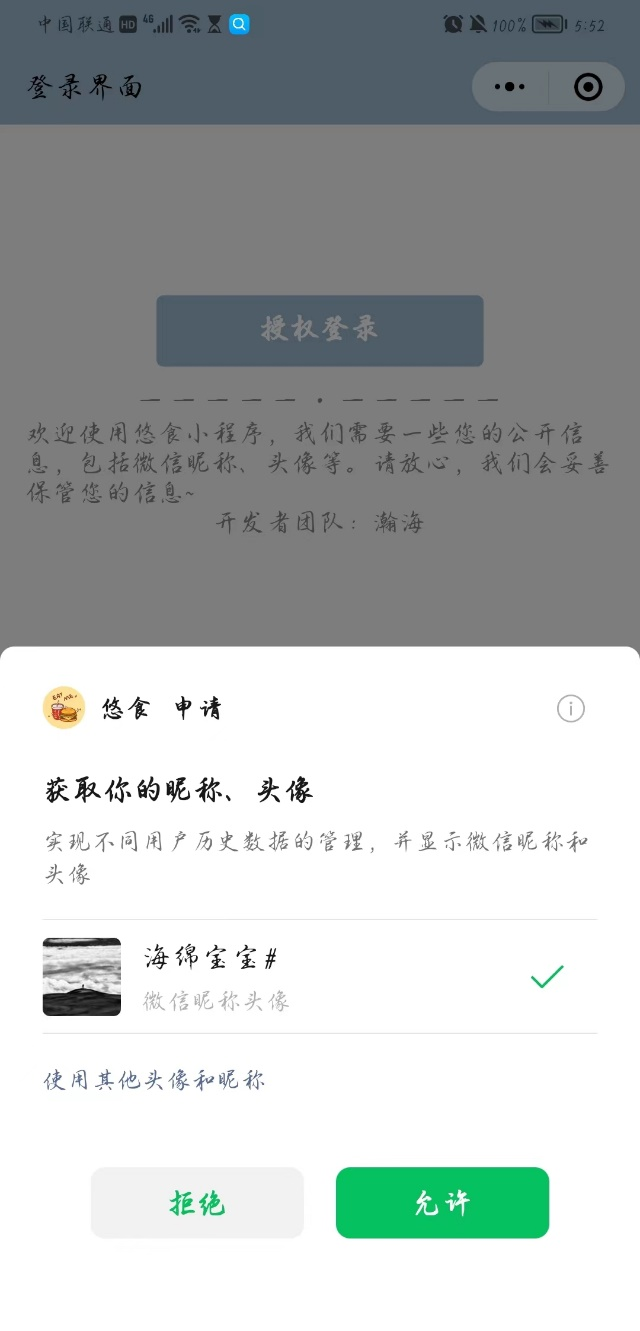 中国联通 HD 4G 100% 5:52
登录界面
授权登录
— — — — — · — — — — —
欢迎使用悠食小程序，我们需要一些您的公开信
息，包括微信昵称、头像等。请放心，我们会妥善
保管您的信息~
开发者团队：瀚海
EAT ME
悠食 申请
获取你的昵称、头像
实现不同用户历史数据的管理，并显示微信昵称和
头像
海绵宝宝#
微信昵称头像
使用其他头像和昵称
拒绝 允许